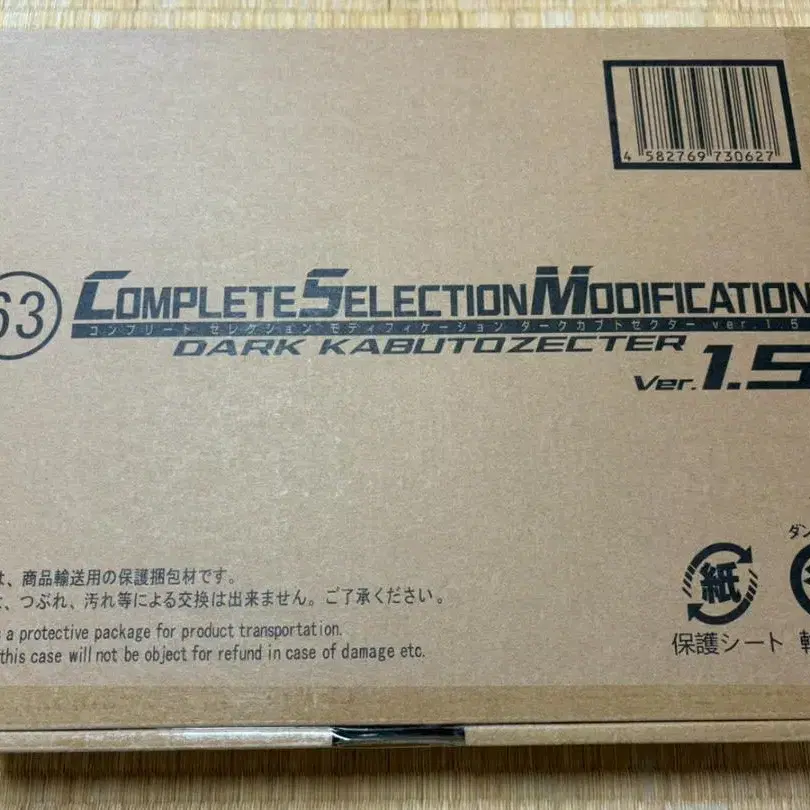 4 582769 730627
63
COMPLETE SELECTION MODIFICATION
コンプリート セレクション モディフィケーション ダークカブトゼクター ver.1.5
DARK KABUTOZECTER
Ver.1.5
は、商品輸送用の保護梱包材です。
、つぶれ、汚れ等による交換は出来ません。ご了承ください。
a protective package for product transportation.
this case will not be object for refund in case of damage etc.
ダン
紙
保護シート